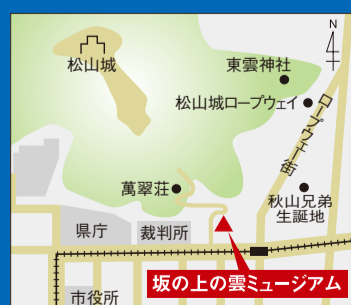 N
松山城
東雲神社
松山城ロープウェイ
ロープウェー街
萬翠荘
秋山兄弟
生誕地
県庁
裁判所
坂の上の雲ミュージアム
市役所